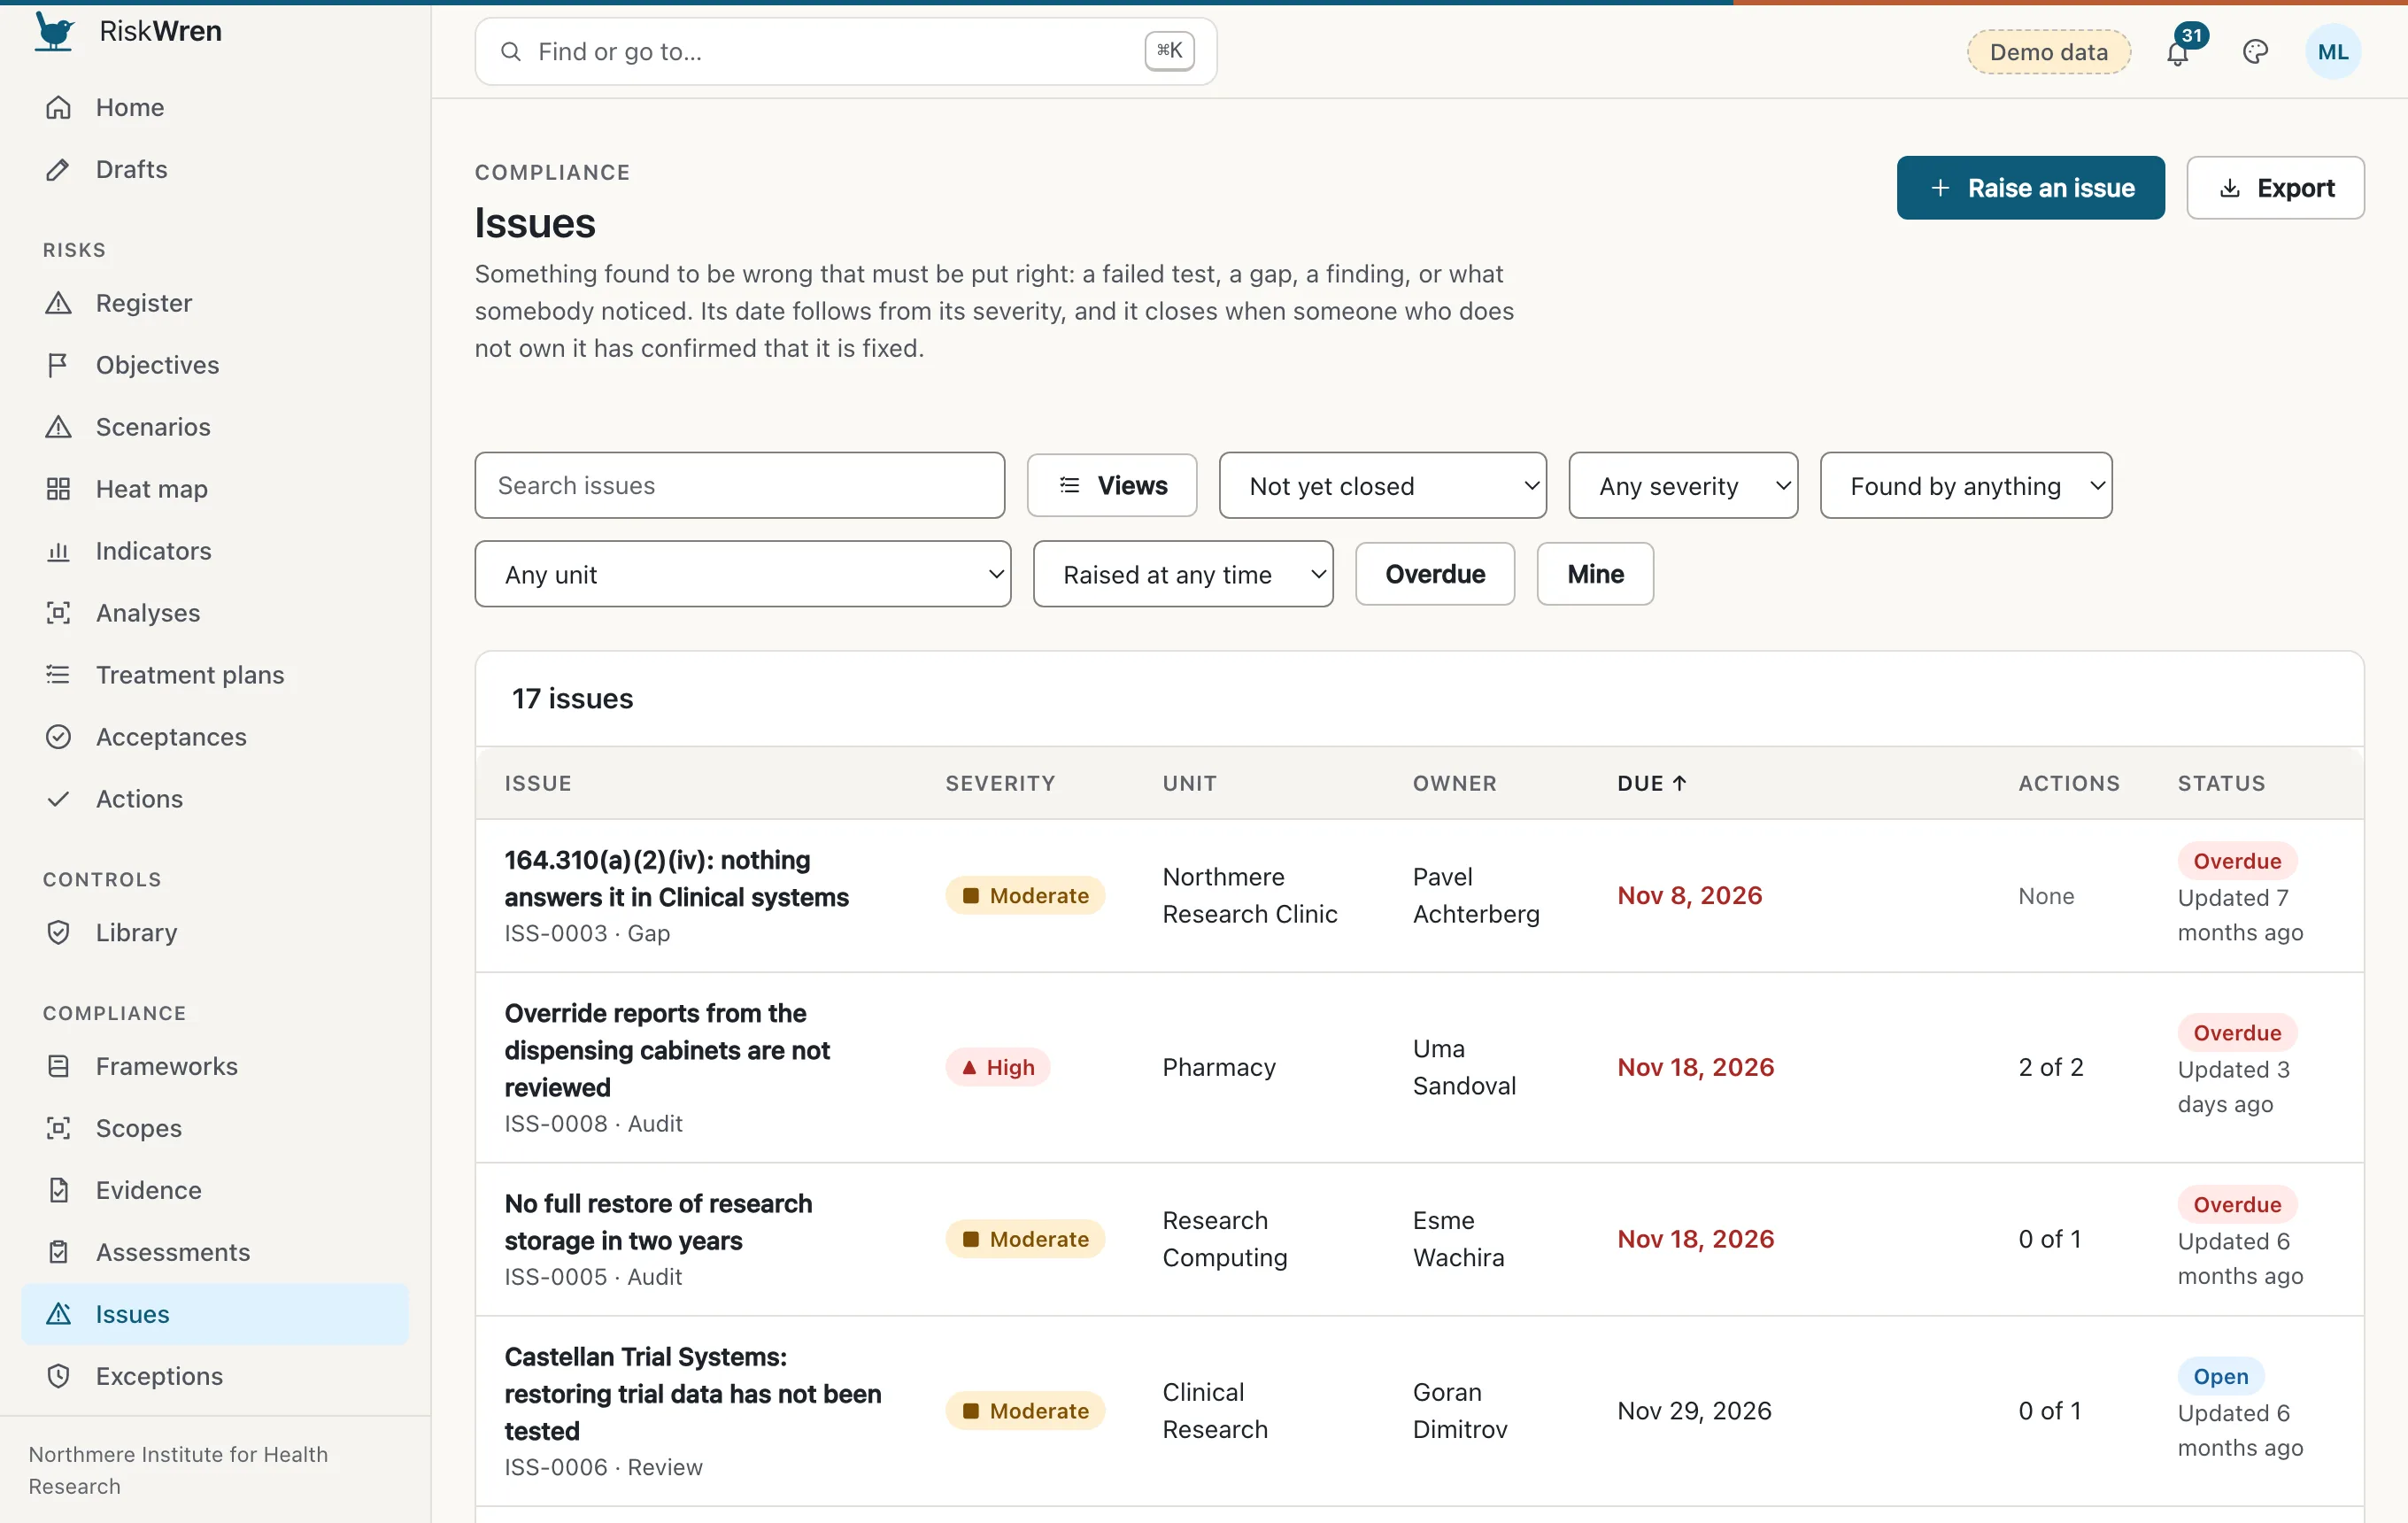 RiskWren
Find or go to...
⌘K
Demo data
31
ML
Home
Drafts
RISKS
Register
Objectives
Scenarios
Heat map
Indicators
Analyses
Treatment plans
Acceptances
Actions
CONTROLS
Library
COMPLIANCE
Frameworks
Scopes
Evidence
Assessments
Issues
Exceptions
Northmere Institute for Health
Research
COMPLIANCE
Issues
Something found to be wrong that must be put right: a failed test, a gap, a finding, or what
somebody noticed. Its date follows from its severity, and it closes when someone who does
not own it has confirmed that it is fixed.
+ Raise an issue
Export
Search issues
Views
Not yet closed
Any severity
Found by anything
Any unit
Raised at any time
Overdue
Mine
17 issues
ISSUE SEVERITY UNIT OWNER DUE ↑ ACTIONS STATUS
164.310(a)(2)(iv): nothing
answers it in Clinical systems
ISS-0003 · Gap
Moderate
Northmere
Research Clinic
Pavel
Achterberg
Nov 8, 2026
None
Overdue
Updated 7
months ago
Override reports from the
dispensing cabinets are not
reviewed
ISS-0008 · Audit
High
Pharmacy
Uma
Sandoval
Nov 18, 2026
2 of 2
Overdue
Updated 3
days ago
No full restore of research
storage in two years
ISS-0005 · Audit
Moderate
Research
Computing
Esme
Wachira
Nov 18, 2026
0 of 1
Overdue
Updated 6
months ago
Castellan Trial Systems:
restoring trial data has not been
tested
ISS-0006 · Review
Moderate
Clinical
Research
Goran
Dimitrov
Nov 29, 2026
0 of 1
Open
Updated 6
months ago